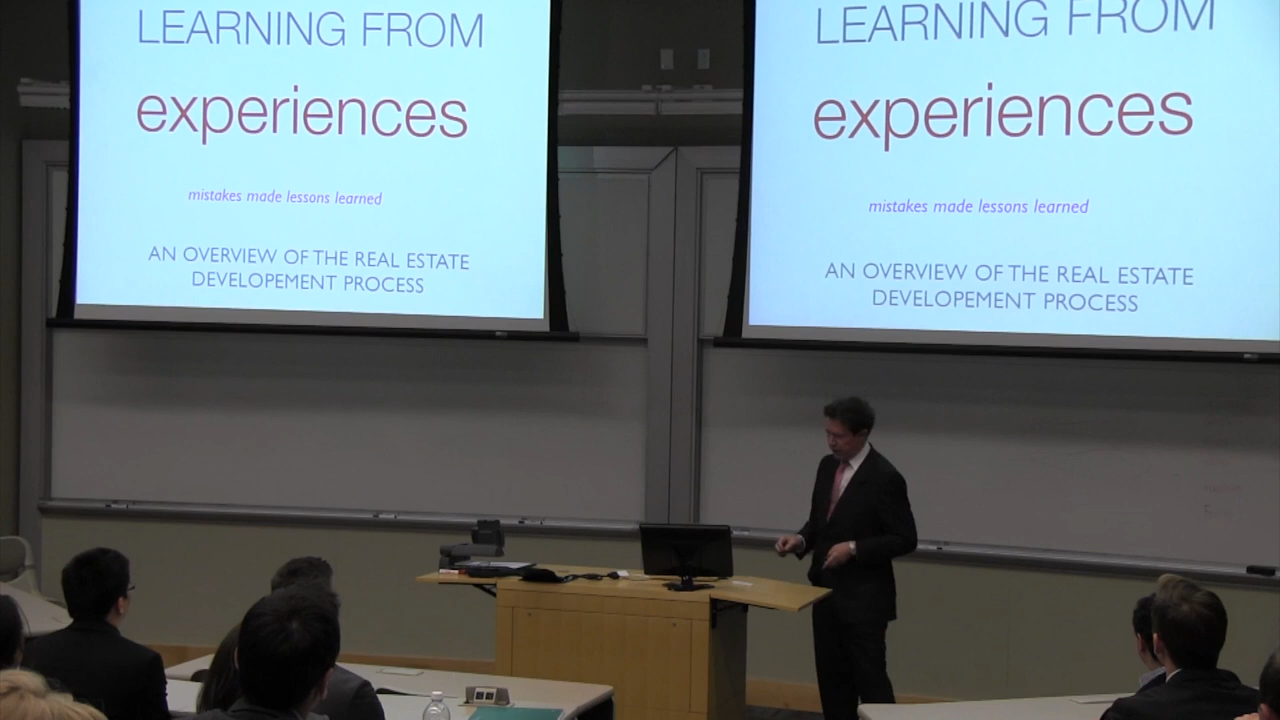 LEARNING FROM
experiences
mistakes made lessons learned
AN OVERVIEW OF THE REAL ESTATE
DEVELOPEMENT PROCESS
LEARNING FROM
experiences
mistakes made lessons learned
AN OVERVIEW OF THE REAL ESTATE
DEVELOPEMENT PROCESS